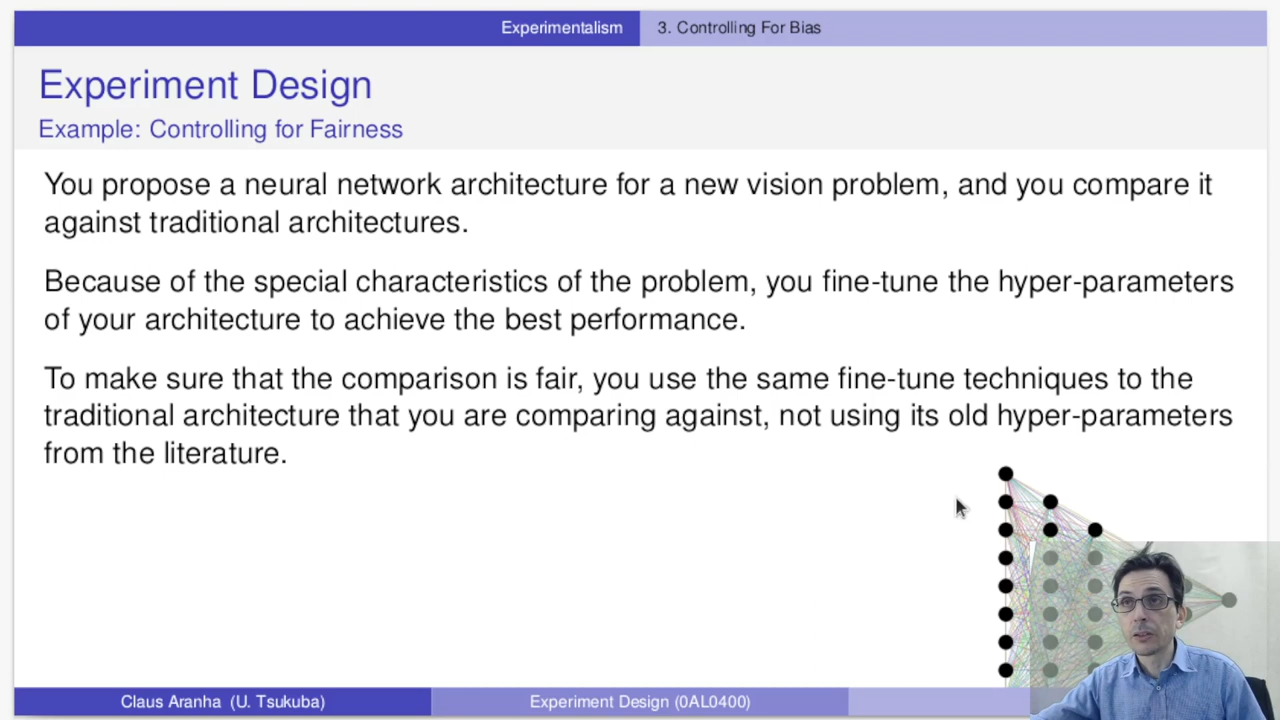 Experimentalism
3. Controlling For Bias
Experiment Design
Example: Controlling for Fairness
You propose a neural network architecture for a new vision problem, and you compare it
against traditional architectures.
Because of the special characteristics of the problem, you fine-tune the hyper-parameters
of your architecture to achieve the best performance.
To make sure that the comparison is fair, you use the same fine-tune techniques to the
traditional architecture that you are comparing against, not using its old hyper-parameters
from the literature.
Claus Aranha (U. Tsukuba)
Experiment Design (0AL0400)